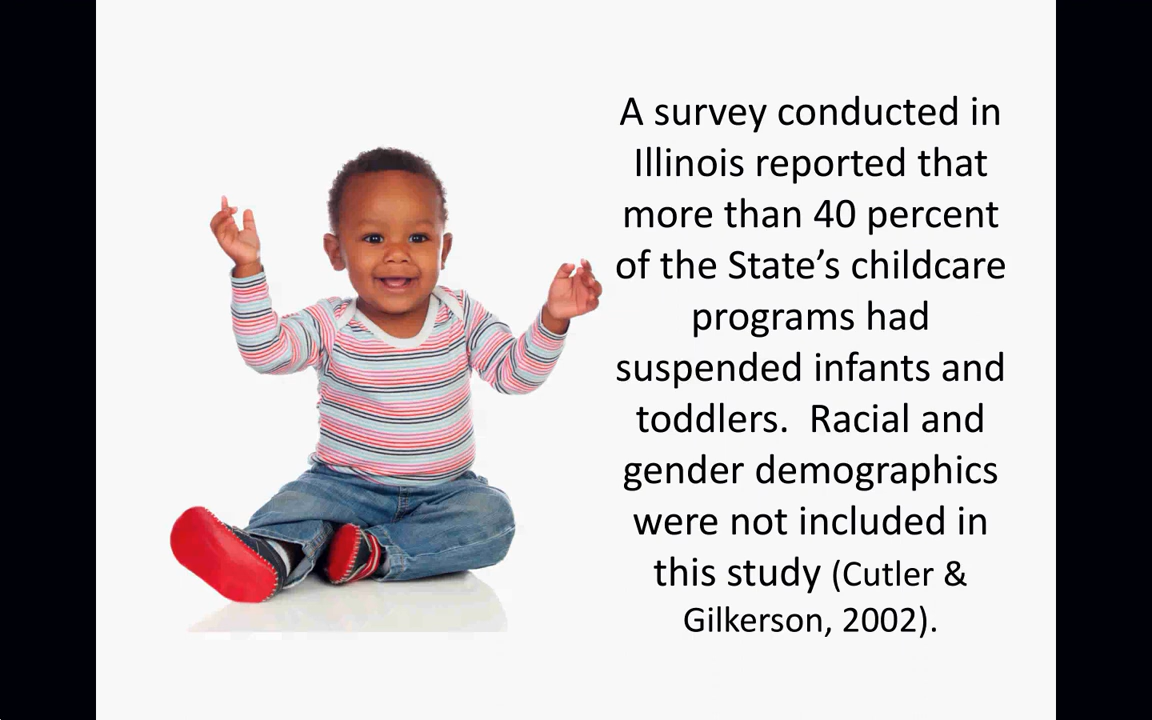 A survey conducted in
Illinois reported that
more than 40 percent
of the State’s childcare
programs had
suspended infants and
toddlers.  Racial and
gender demographics
were not included in
this study (Cutler &
Gilkerson, 2002).